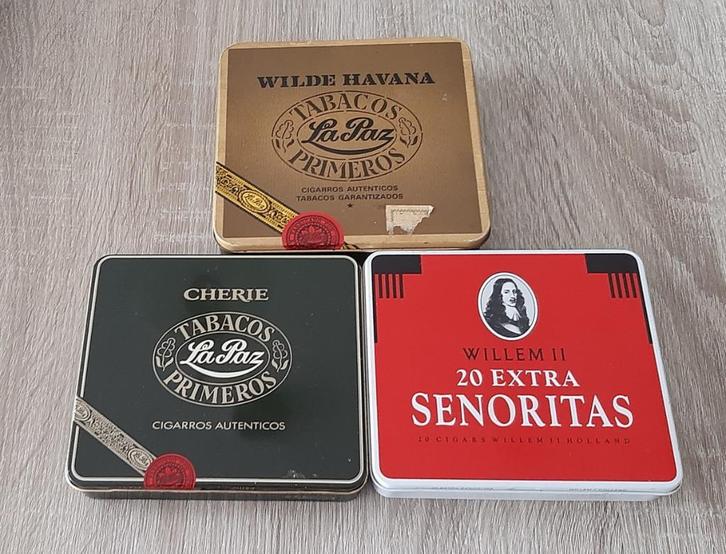 WILDE HAVANA
TABACOS
La Paz
PRIMEROS
CIGARROS AUTENTICOS
TABACOS GARANTIZADOS
CHERIE
TABACOS
La Paz
PRIMEROS
CIGARROS AUTENTICOS
WILLEM II
20 EXTRA
SENORITAS
20 CIGARS WILLEM II HOLLAND